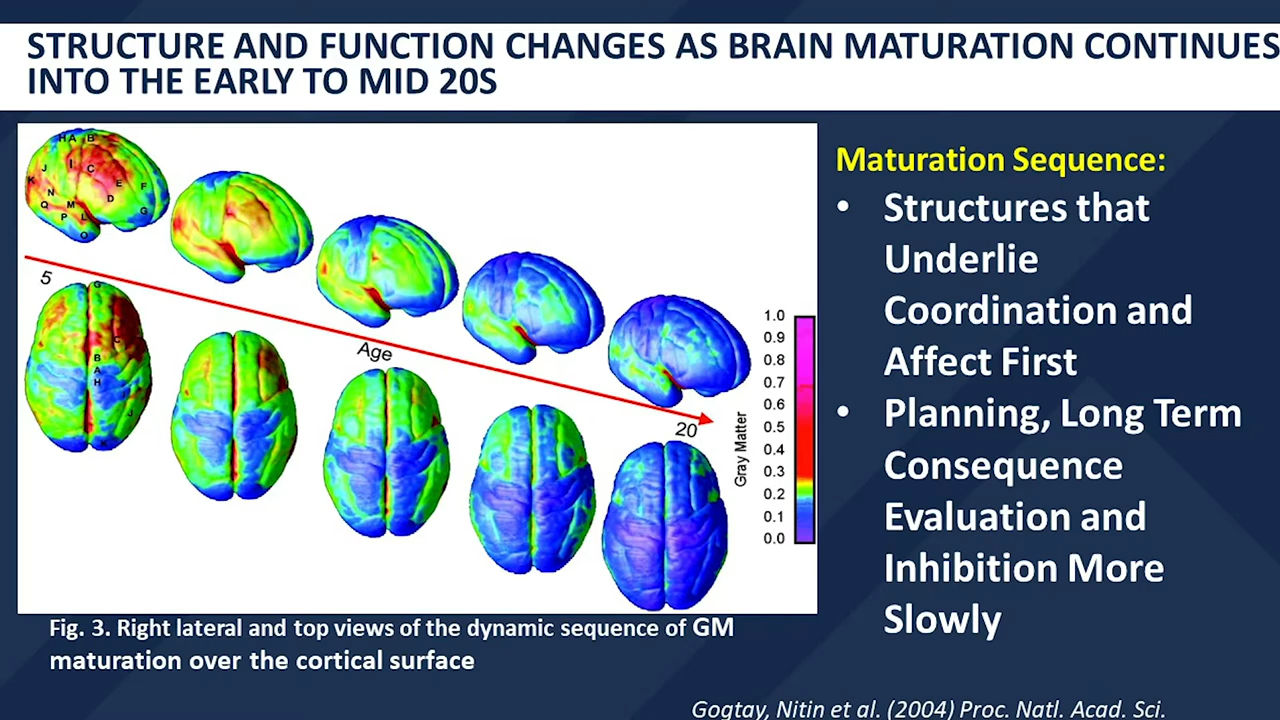 STRUCTURE AND FUNCTION CHANGES AS BRAIN MATURATION CONTINUES
INTO THE EARLY TO MID 20S
H A B
I
J
C
K
E
F
N
D
Q
M
G
P
L
O
5
Age
20
G
C
B
A
H
J
K
Gray Matter
1.0
0.9
0.8
0.7
0.6
0.5
0.4
0.3
0.2
0.1
0.0
Fig. 3. Right lateral and top views of the dynamic sequence of GM
maturation over the cortical surface
Maturation Sequence:
• Structures that
Underlie
Coordination and
Affect First
• Planning, Long Term
Consequence
Evaluation and
Inhibition More
Slowly
Gogtay, Nitin et al. (2004) Proc. Natl. Acad. Sci.